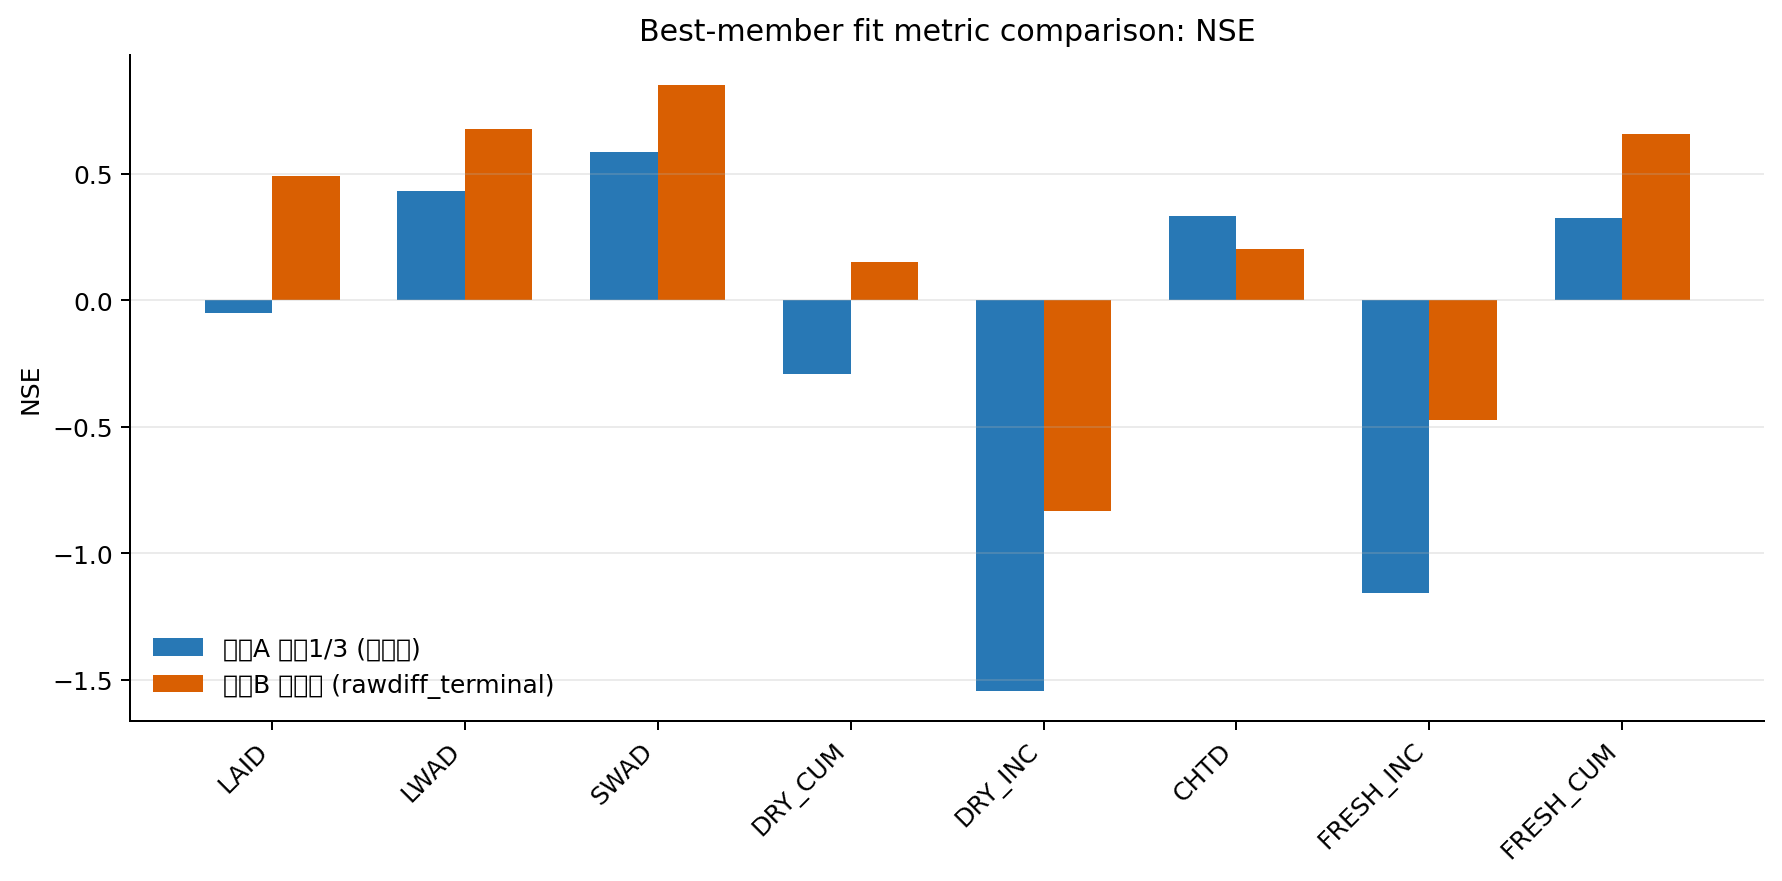 Best-member fit metric comparison: NSE
NSE
0.5
0.0
−0.5
−1.0
−1.5
A 1/3
B (rawdiff_terminal)
LAID
LWAD
SWAD
DRY_CUM
DRY_INC
CHTD
FRESH_INC
FRESH_CUM